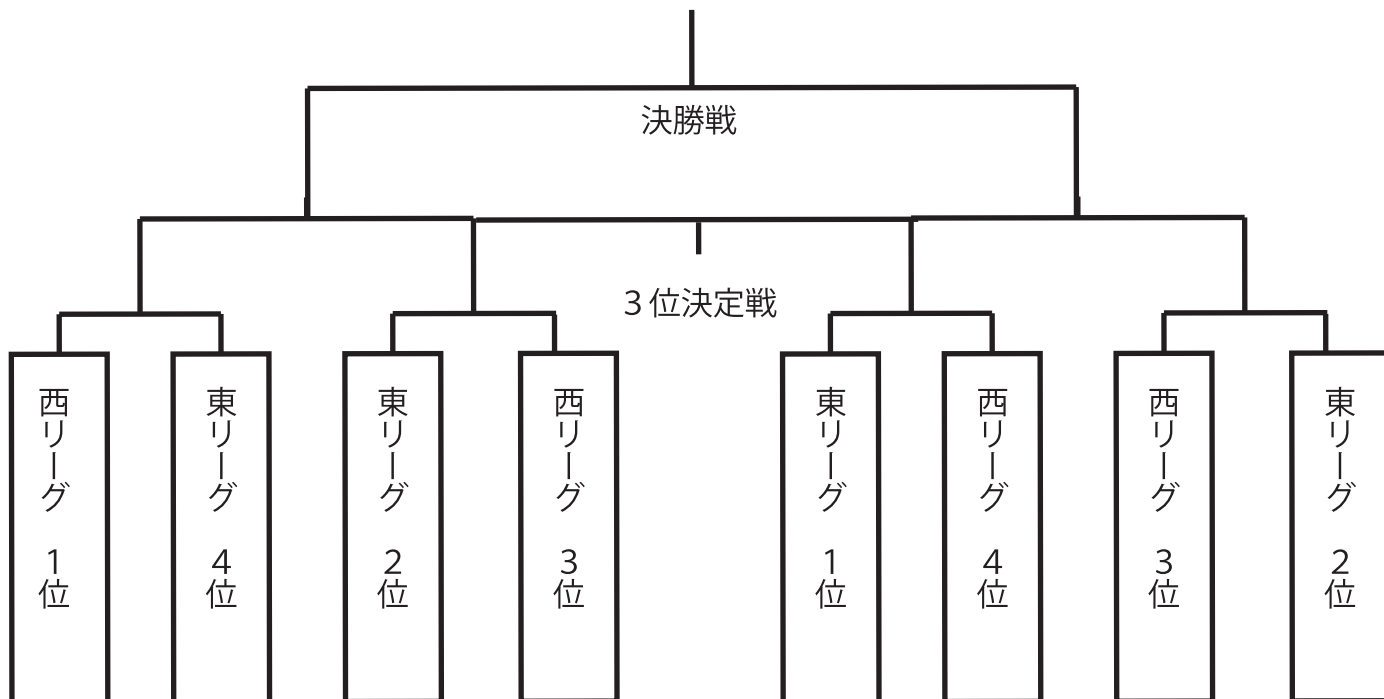 決勝戦
３位決定戦
西リーグ　１位
東リーグ　４位
東リーグ　２位
西リーグ　３位
東リーグ　１位
西リーグ　４位
西リーグ　３位
東リーグ　２位